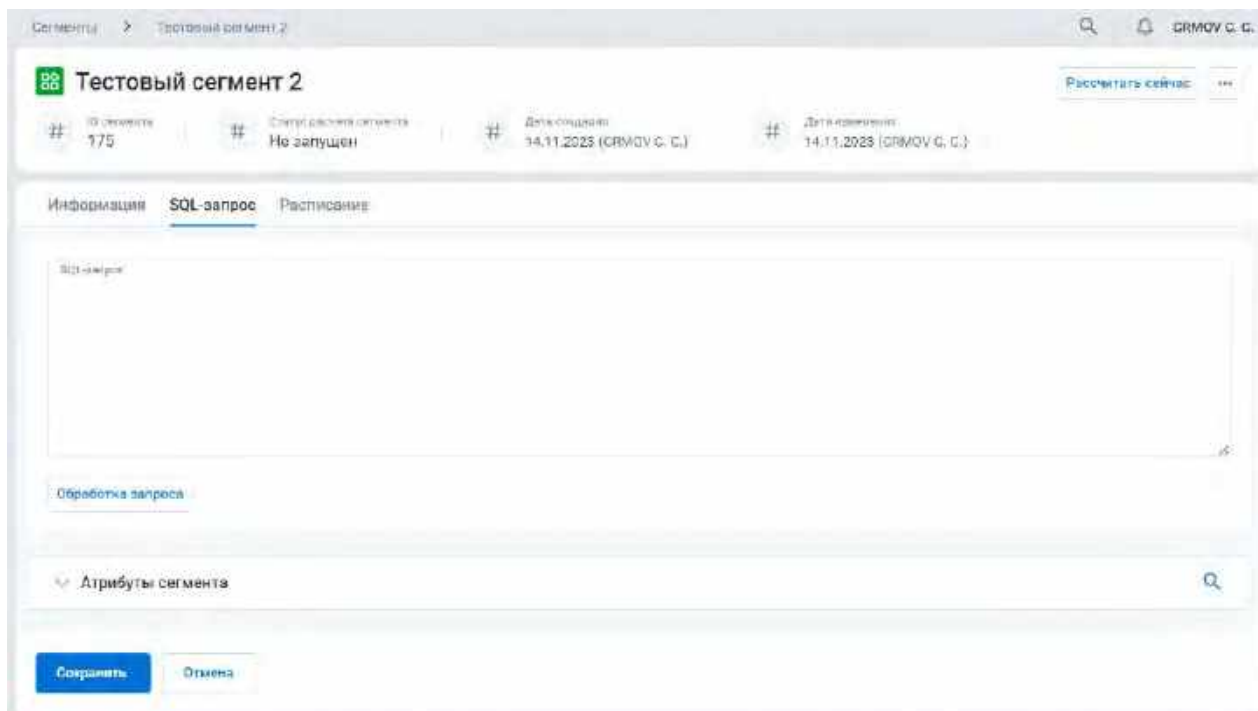 Сегменты > Тестовый сегмент 2
CRMOV C. C.
Тестовый сегмент 2
Рассчитать сейчас ...
# ID сегмента
175
# Статус расчета сегмента
Не запущен
# Дата создания
14.11.2023 (CRMOV C. C.)
# Дата изменения
14.11.2023 (CRMOV C. C.)
Информация SQL-запрос Расписание
SQL-запрос
Обработка запроса
Атрибуты сегмента
Сохранить Отмена